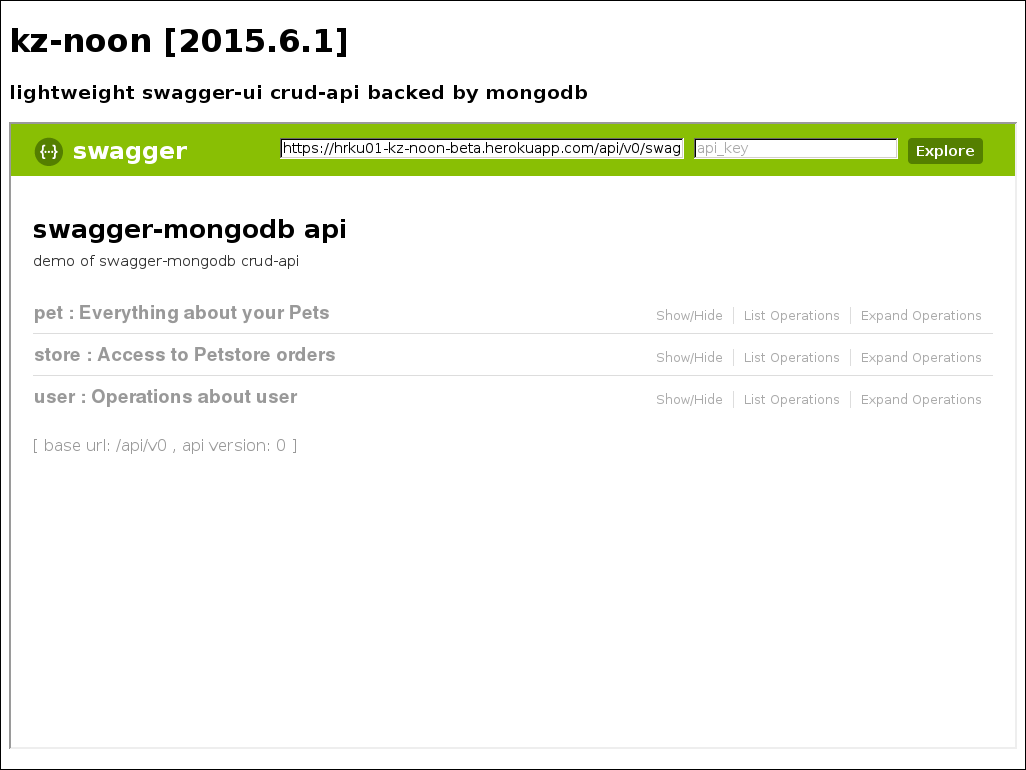 kz-noon [2015.6.1]
lightweight swagger-ui crud-api backed by mongodb
{···} swagger https://hrku01-kz-noon-beta.herokuapp.com/api/v0/swag api_key Explore
swagger-mongodb api
demo of swagger-mongodb crud-api
pet : Everything about your Pets Show/Hide List Operations Expand Operations
store : Access to Petstore orders Show/Hide List Operations Expand Operations
user : Operations about user Show/Hide List Operations Expand Operations
[ base url: /api/v0 , api version: 0 ]